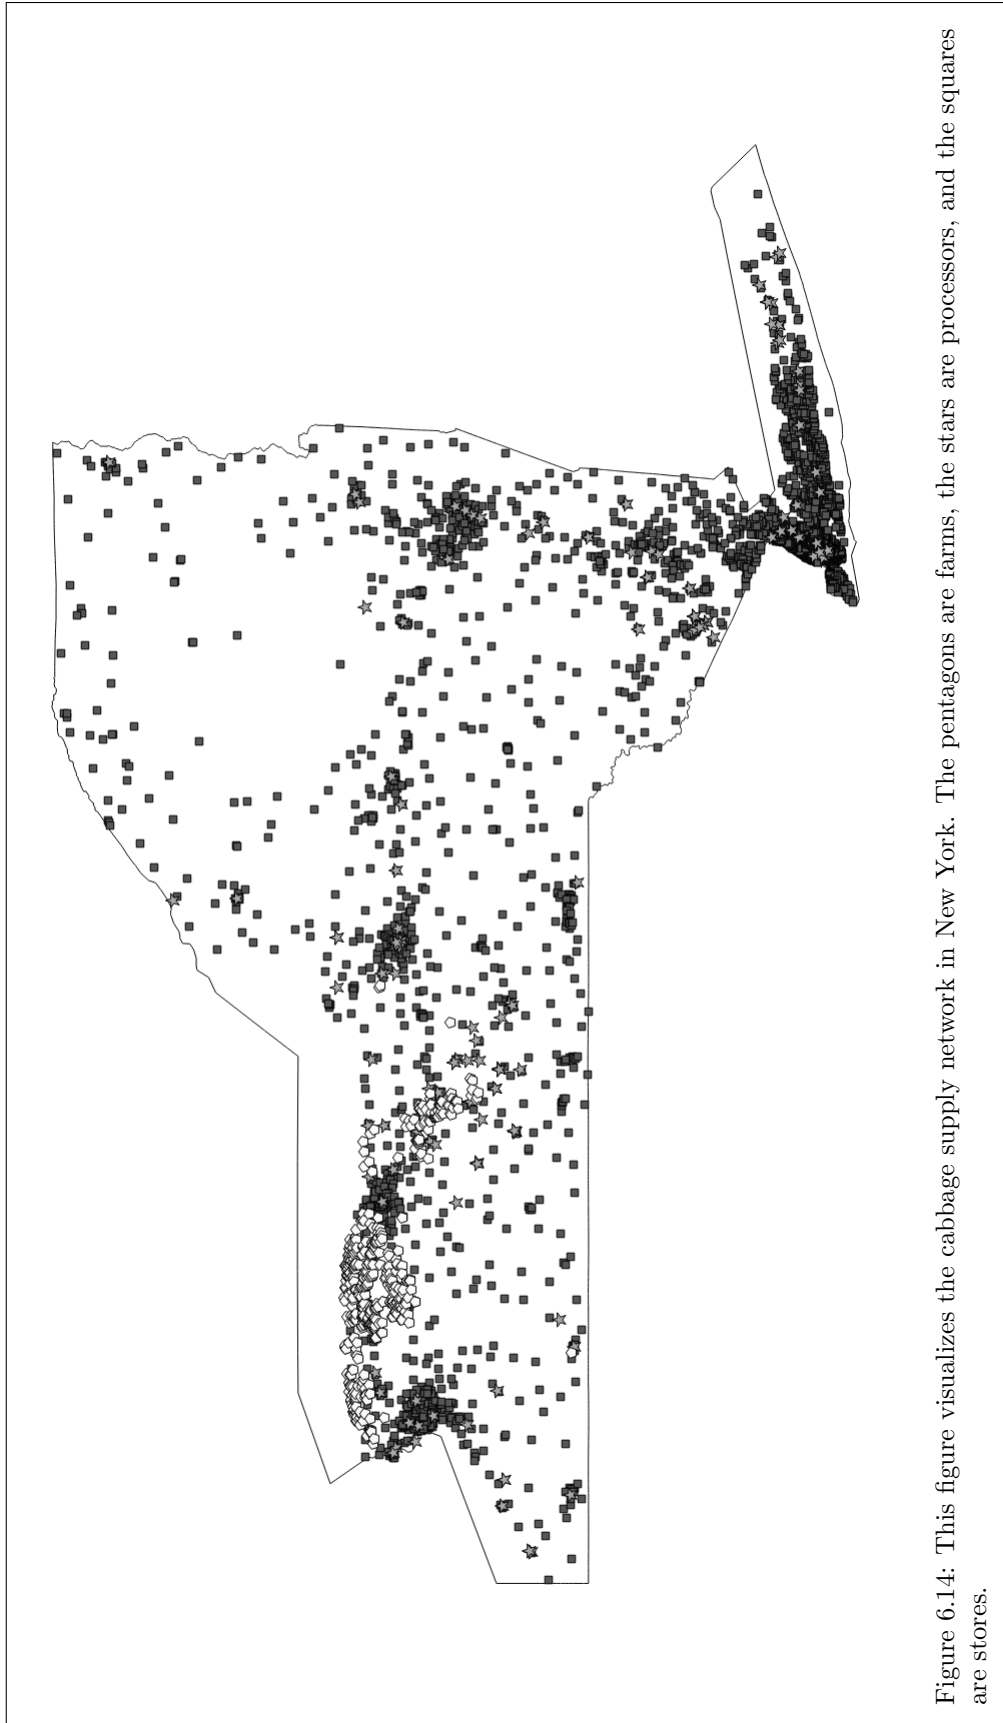 Figure 6.14: This figure visualizes the cabbage supply network in New York. The pentagons are farms, the stars are processors, and the squares
are stores.